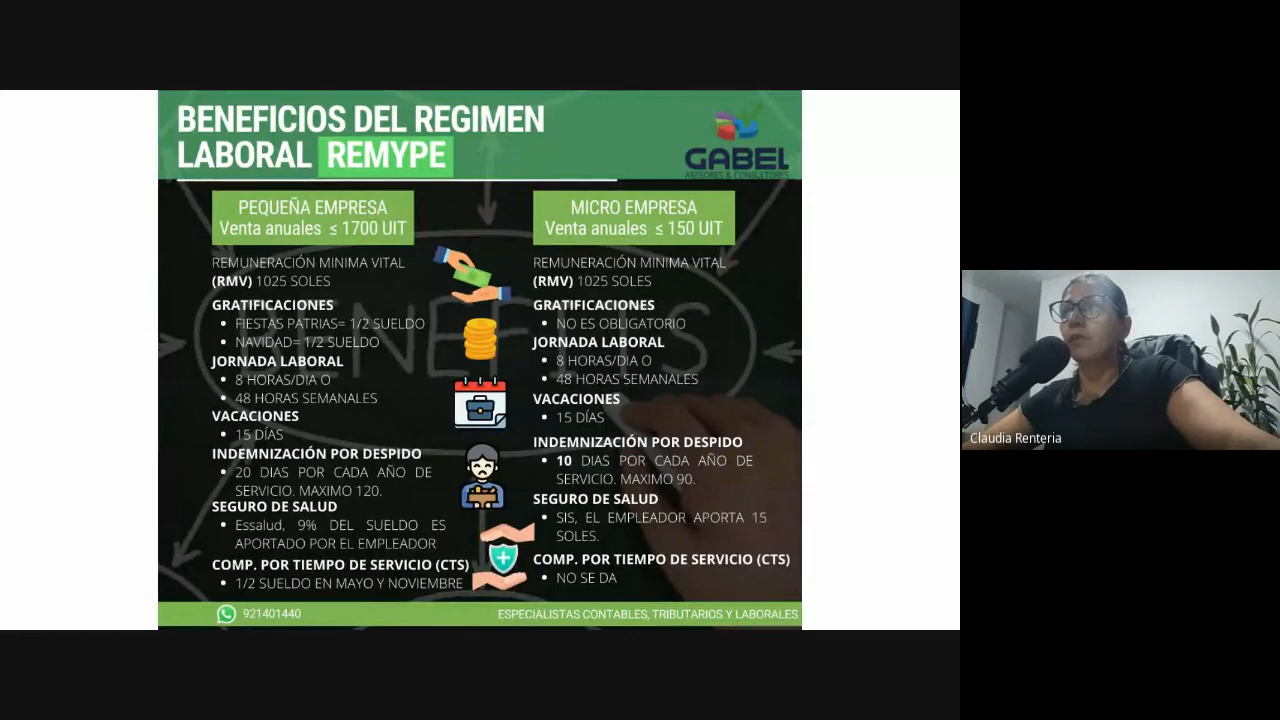 BENEFICIOS DEL REGIMEN
LABORAL REMYPE
GABEL
ASESORES & CONSULTORES
PEQUEÑA EMPRESA
Venta anuales ≤ 1700 UIT
REMUNERACIÓN MINIMA VITAL
(RMV) 1025 SOLES
GRATIFICACIONES
• FIESTAS PATRIAS= 1/2 SUELDO
• NAVIDAD= 1/2 SUELDO
JORNADA LABORAL
• 8 HORAS/DIA O
• 48 HORAS SEMANALES
VACACIONES
• 15 DÍAS
INDEMNIZACIÓN POR DESPIDO
• 20 DIAS POR CADA AÑO DE
SERVICIO. MAXIMO 120.
SEGURO DE SALUD
• Essalud, 9% DEL SUELDO ES
APORTADO POR EL EMPLEADOR
COMP. POR TIEMPO DE SERVICIO (CTS)
• 1/2 SUELDO EN MAYO Y NOVIEMBRE
MICRO EMPRESA
Venta anuales ≤ 150 UIT
REMUNERACIÓN MINIMA VITAL
(RMV) 1025 SOLES
GRATIFICACIONES
• NO ES OBLIGATORIO
JORNADA LABORAL
• 8 HORAS/DIA O
• 48 HORAS SEMANALES
VACACIONES
• 15 DÍAS
INDEMNIZACIÓN POR DESPIDO
• 10 DIAS POR CADA AÑO DE
SERVICIO. MAXIMO 90.
SEGURO DE SALUD
• SIS, EL EMPLEADOR APORTA 15
SOLES.
COMP. POR TIEMPO DE SERVICIO (CTS)
• NO SE DA
BENEFITS
921401440
ESPECIALISTAS CONTABLES, TRIBUTARIOS Y LABORALES
Claudia Renteria